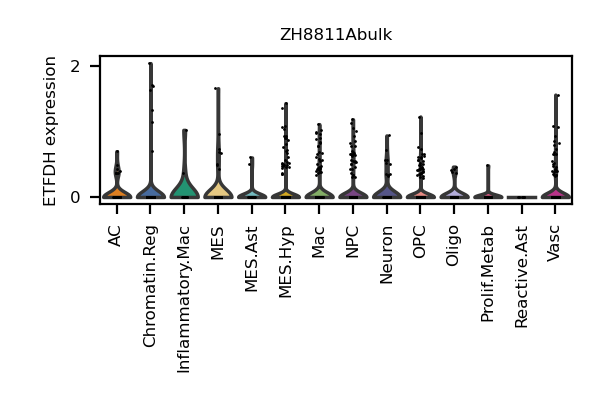 ZH8811Abulk
ETFDH expression
2
0
AC
Chromatin.Reg
Inflammatory.Mac
MES
MES.Ast
MES.Hyp
Mac
NPC
Neuron
OPC
Oligo
Prolif.Metab
Reactive.Ast
Vasc